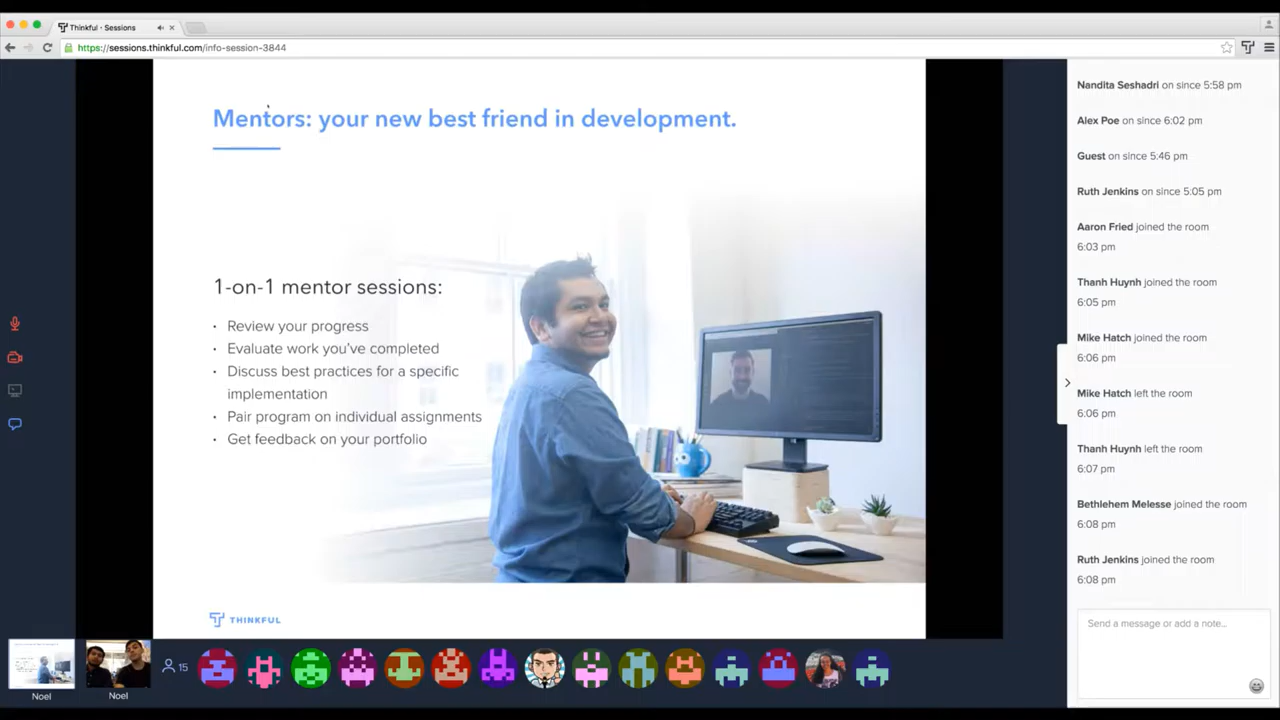 Thinkful - Sessions
https://sessions.thinkful.com/info-session-3844
Mentors: your new best friend in development.
1-on-1 mentor sessions:
• Review your progress
• Evaluate work you've completed
• Discuss best practices for a specific
implementation
• Pair program on individual assignments
• Get feedback on your portfolio
THINKFUL
Nandita Seshadri on since 5:58 pm
Alex Poe on since 6:02 pm
Guest on since 5:46 pm
Ruth Jenkins on since 5:05 pm
Aaron Fried joined the room
6:03 pm
Thanh Huynh joined the room
6:05 pm
Mike Hatch joined the room
6:06 pm
Mike Hatch left the room
6:06 pm
Thanh Huynh left the room
6:07 pm
Bethlehem Melesse joined the room
6:08 pm
Ruth Jenkins joined the room
6:08 pm
Send a message or add a note...
Noel
Noel
15